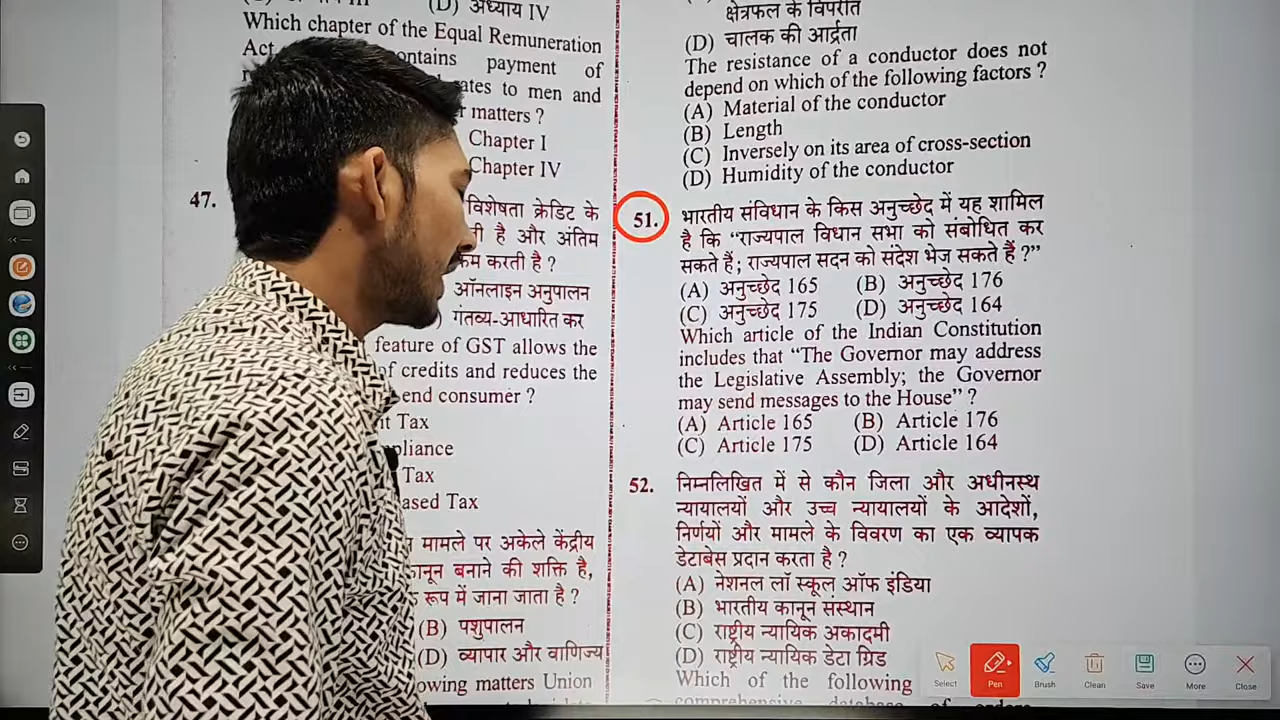 (D) अध्याय IV
Which chapter of the Equal Remuneration
Act contains payment of
rates to men and
matters ?
Chapter I
Chapter IV
47. विशेषता क्रेडिट के
है और अंतिम
कम करती है ?
ऑनलाइन अनुपालन
गंतव्य-आधारित कर
feature of GST allows the
of credits and reduces the
end consumer ?
Tax
Tax
Tax
मामले पर अकेले केंद्रीय
कानून बनाने की शक्ति है,
रूप में जाना जाता है ?
(B) पशुपालन
(D) व्यापार और वाणिज्य
matters Union
क्षेत्रफल के विपरीत
(D) चालक की आर्द्रता
The resistance of a conductor does not
depend on which of the following factors ?
(A) Material of the conductor
(B) Length
(C) Inversely on its area of cross-section
(D) Humidity of the conductor
51. भारतीय संविधान के किस अनुच्छेद में यह शामिल
है कि “राज्यपाल विधान सभा को संबोधित कर
सकते हैं; राज्यपाल सदन को संदेश भेज सकते हैं ?”
(A) अनुच्छेद 165 (B) अनुच्छेद 176
(C) अनुच्छेद 175 (D) अनुच्छेद 164
Which article of the Indian Constitution
includes that “The Governor may address
the Legislative Assembly; the Governor
may send messages to the House” ?
(A) Article 165 (B) Article 176
(C) Article 175 (D) Article 164
52. निम्नलिखित में से कौन जिला और अधीनस्थ
न्यायालयों और उच्च न्यायालयों के आदेशों,
निर्णयों और मामले के विवरण का एक व्यापक
डेटाबेस प्रदान करता है ?
(A) नेशनल लॉ स्कूल ऑफ इंडिया
(B) भारतीय कानून संस्थान
(C) राष्ट्रीय न्यायिक अकादमी
(D) राष्ट्रीय न्यायिक डेटा ग्रिड
Which of the following
comprehensive database of orders
Select Pen Brush Clean Save More Close